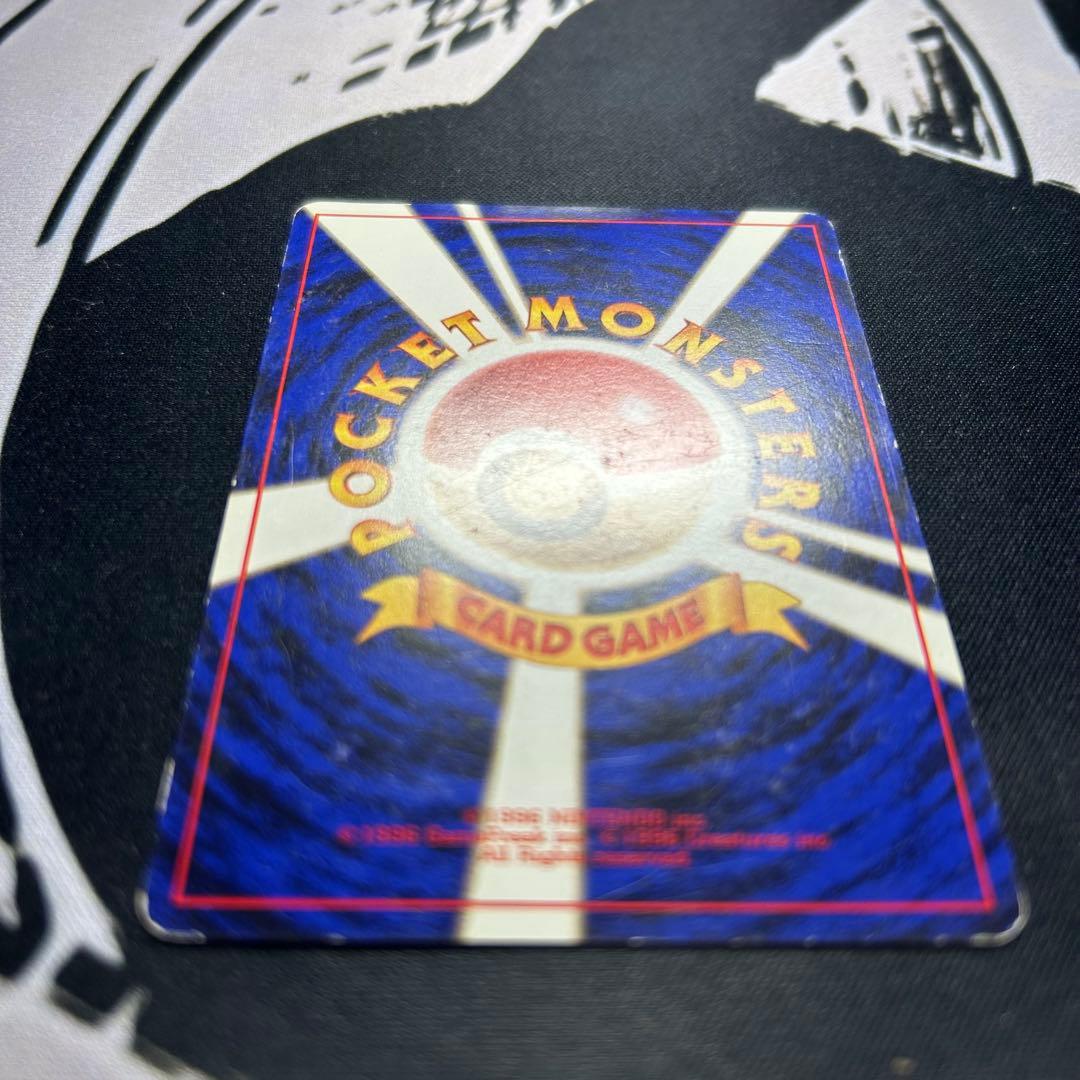 POCKET MONSTERS
CARD GAME
©1996 NINTENDO,inc
©1996 GameFreak inc. ©1996 Creatures inc
All Rights reserved